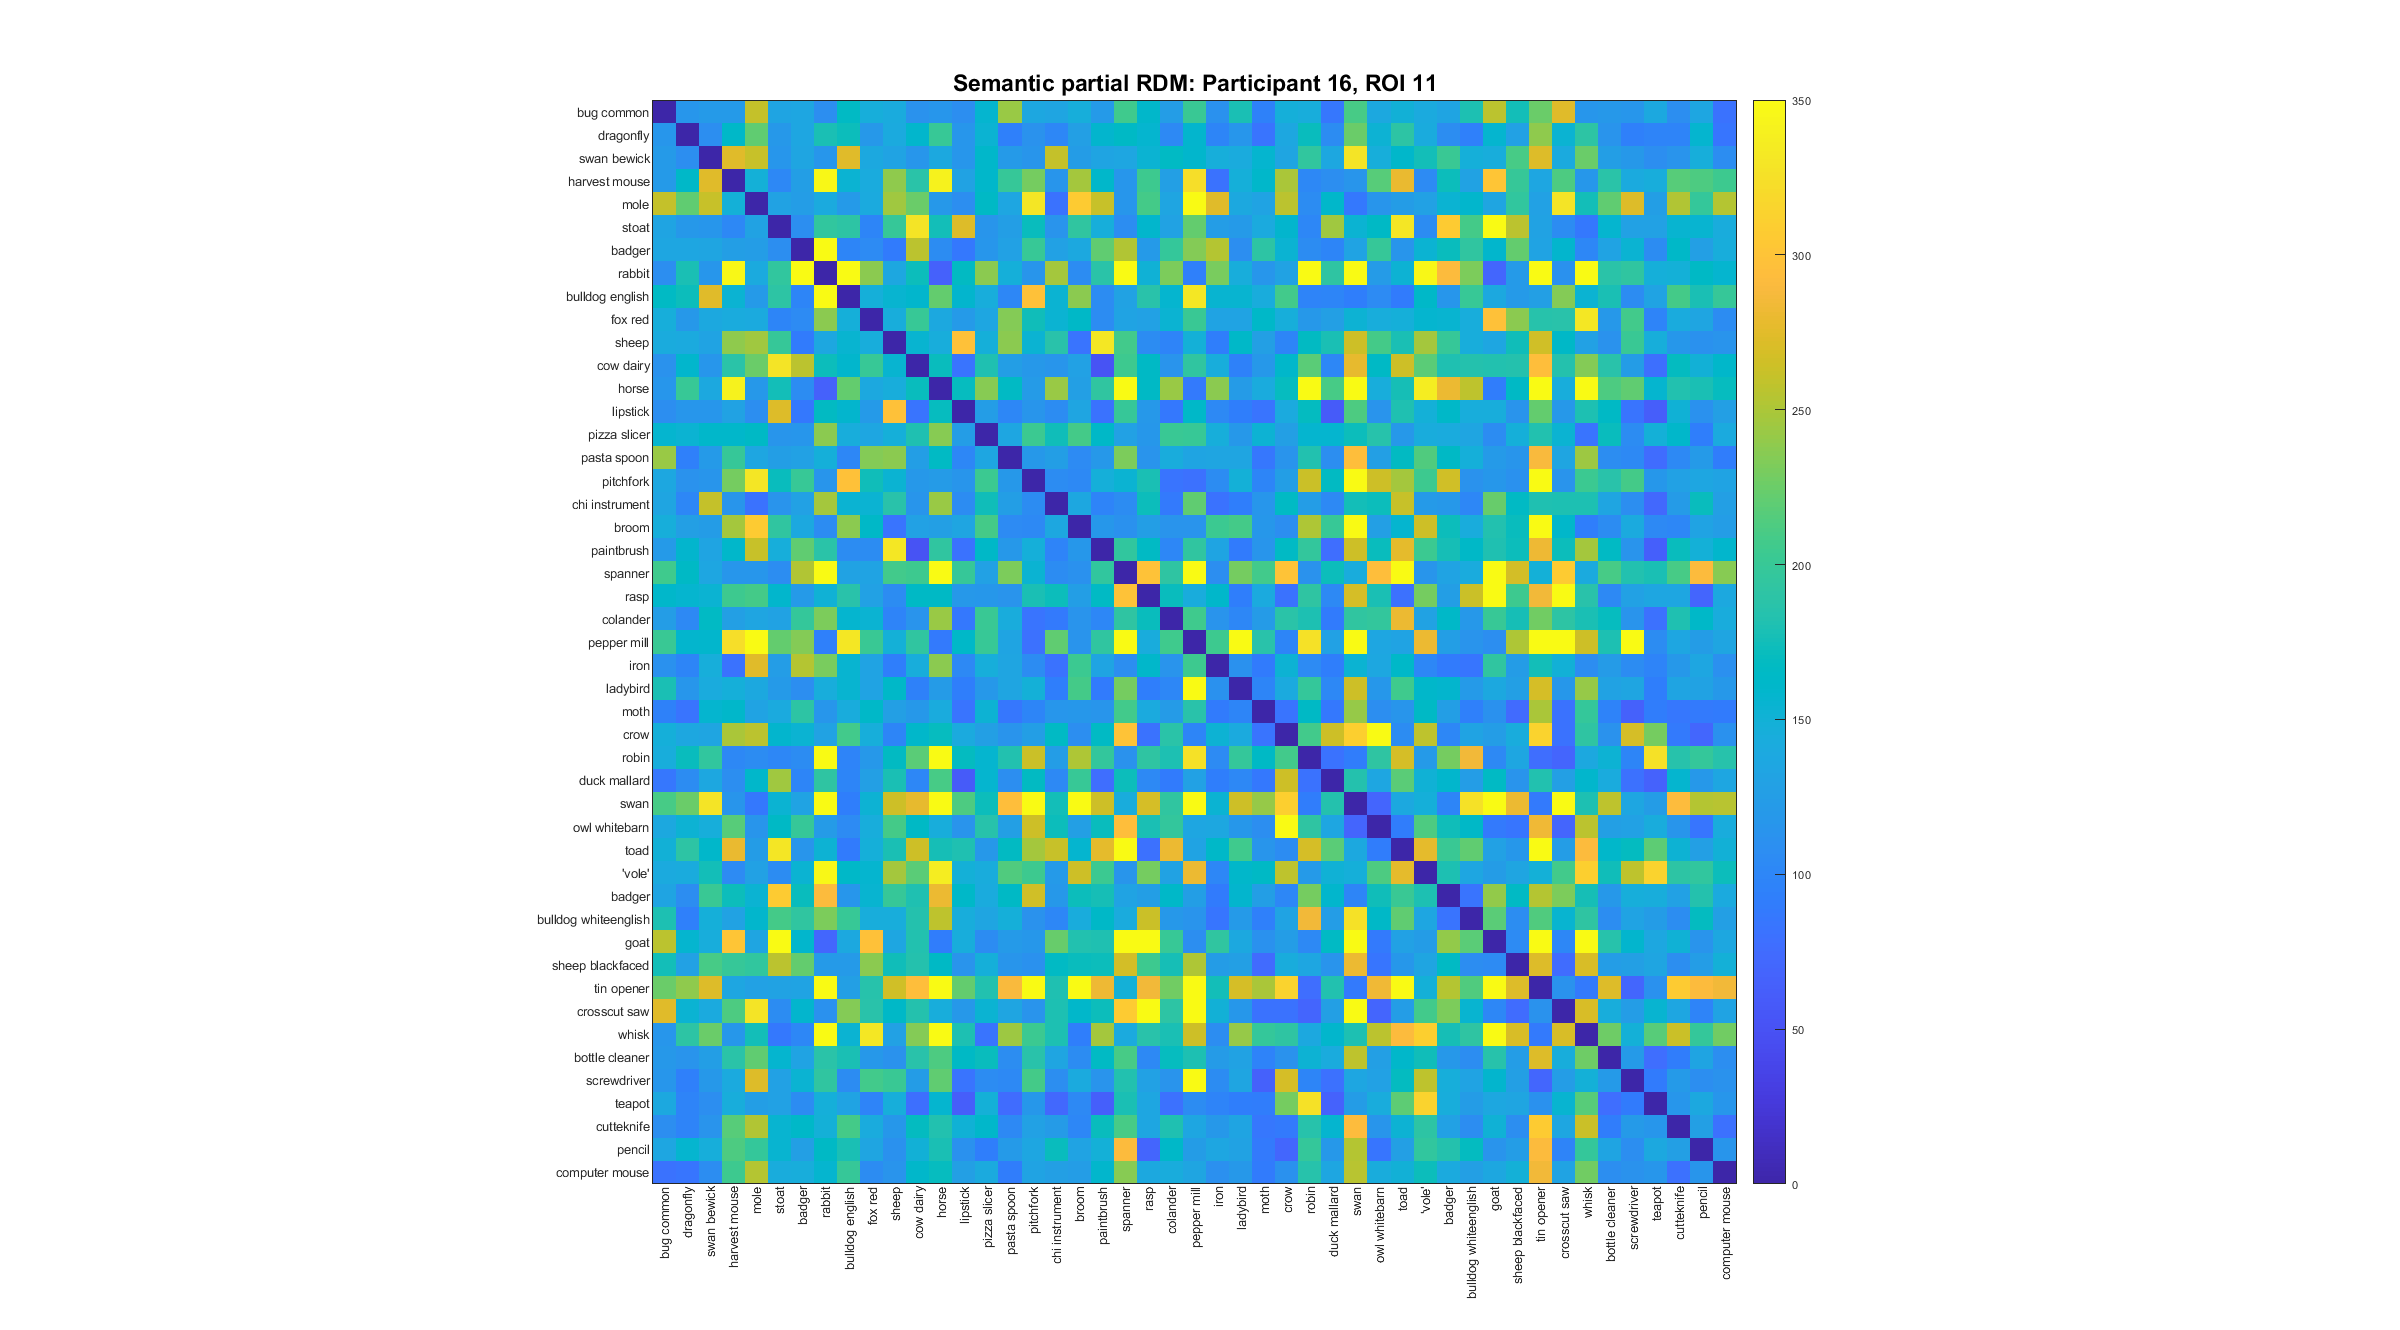 Semantic partial RDM: Participant 16, ROI 11
bug common
dragonfly
swan bewick
harvest mouse
mole
stoat
badger
rabbit
bulldog english
fox red
sheep
cow dairy
horse
lipstick
pizza slicer
pasta spoon
pitchfork
chi instrument
broom
paintbrush
spanner
rasp
colander
pepper mill
iron
ladybird
moth
crow
robin
duck mallard
swan
owl whitebarn
toad
'vole'
badger
bulldog whiteenglish
goat
sheep blackfaced
tin opener
crosscut saw
whisk
bottle cleaner
screwdriver
teapot
cutteknife
pencil
computer mouse
bug common
dragonfly
swan bewick
harvest mouse
mole
stoat
badger
rabbit
bulldog english
fox red
sheep
cow dairy
horse
lipstick
pizza slicer
pasta spoon
pitchfork
chi instrument
broom
paintbrush
spanner
rasp
colander
pepper mill
iron
ladybird
moth
crow
robin
duck mallard
swan
owl whitebarn
toad
'vole'
badger
bulldog whiteenglish
goat
sheep blackfaced
tin opener
crosscut saw
whisk
bottle cleaner
screwdriver
teapot
cutteknife
pencil
computer mouse
350
300
250
200
150
100
50
0